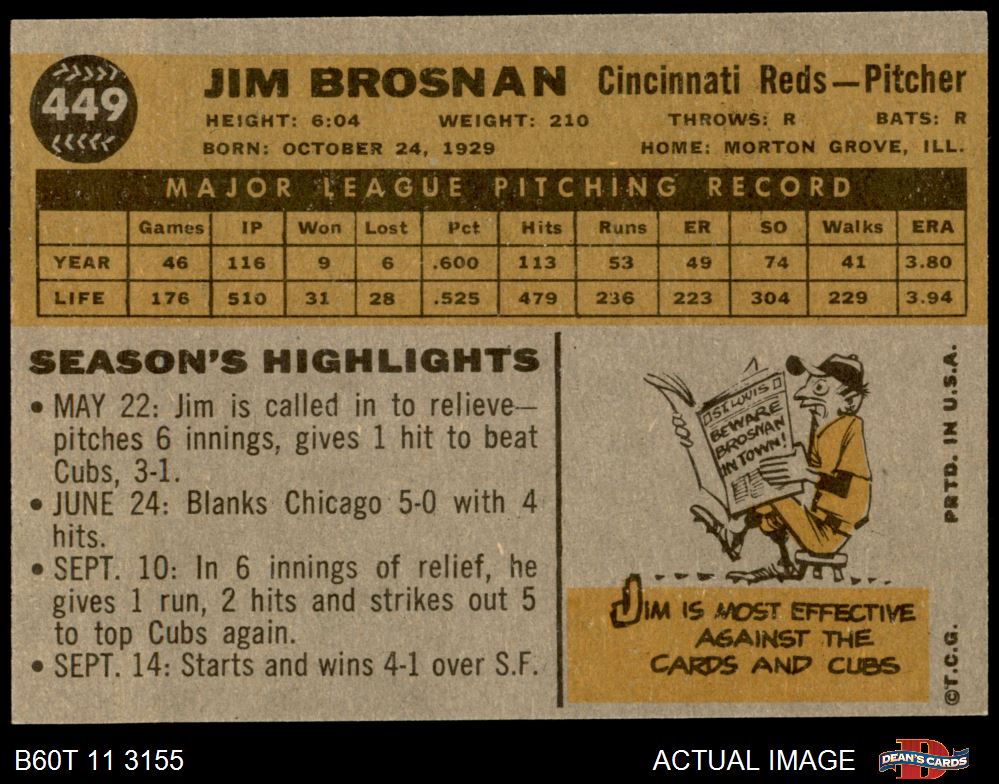 449
JIM BROSNAN Cincinnati Reds—Pitcher
HEIGHT: 6:04 WEIGHT: 210 THROWS: R BATS: R
BORN: OCTOBER 24, 1929 HOME: MORTON GROVE, ILL.
MAJOR LEAGUE PITCHING RECORD
Games IP Won Lost Pct Hits Runs ER SO Walks ERA
YEAR 46 116 9 6 .600 113 53 49 74 41 3.80
LIFE 176 510 31 28 .525 479 236 223 304 229 3.94
SEASON'S HIGHLIGHTS
• MAY 22: Jim is called in to relieve—
pitches 6 innings, gives 1 hit to beat
Cubs, 3-1.
• JUNE 24: Blanks Chicago 5-0 with 4
hits.
• SEPT. 10: In 6 innings of relief, he
gives 1 run, 2 hits and strikes out 5
to top Cubs again.
• SEPT. 14: Starts and wins 4-1 over S.F.
ST. LOUIS
BEWARE
BROSNAN
IN TOWN!
JIM IS MOST EFFECTIVE
AGAINST THE
CARDS AND CUBS
PRTD. IN U.S.A.
©T.C.G.
B60T 11 3155
ACTUAL IMAGE
D
DEAN'S CARDS